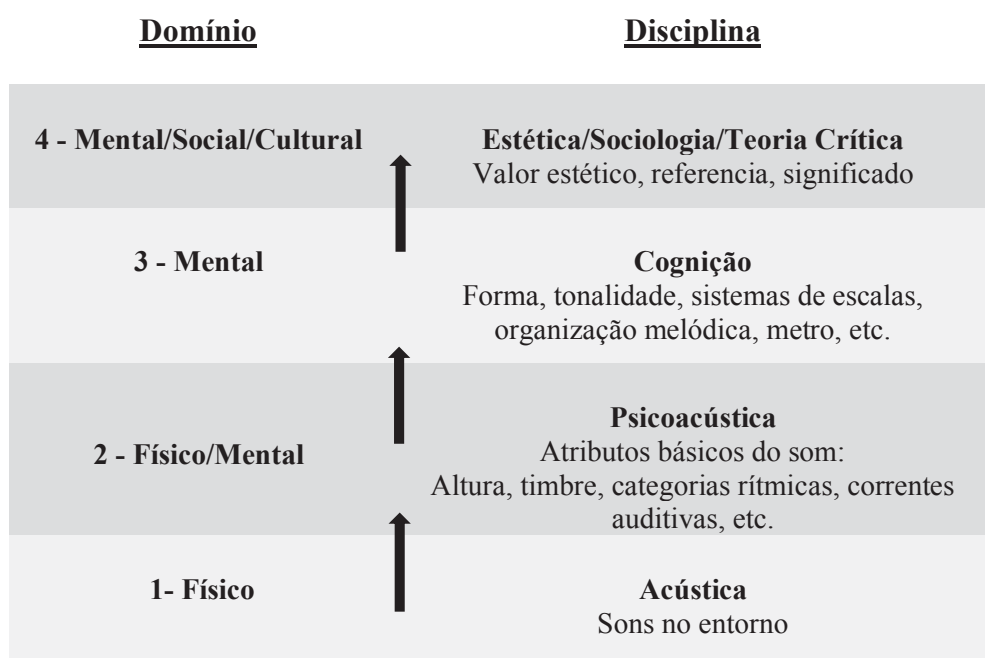 Domínio Disciplina
4 - Mental/Social/Cultural Estética/Sociologia/Teoria Crítica
Valor estético, referencia, significado
3 - Mental Cognição
Forma, tonalidade, sistemas de escalas,
organização melódica, metro, etc.
Psicoacústica
2 - Físico/Mental Atributos básicos do som:
Altura, timbre, categorias rítmicas, correntes
auditivas, etc.
1- Físico Acústica
Sons no entorno